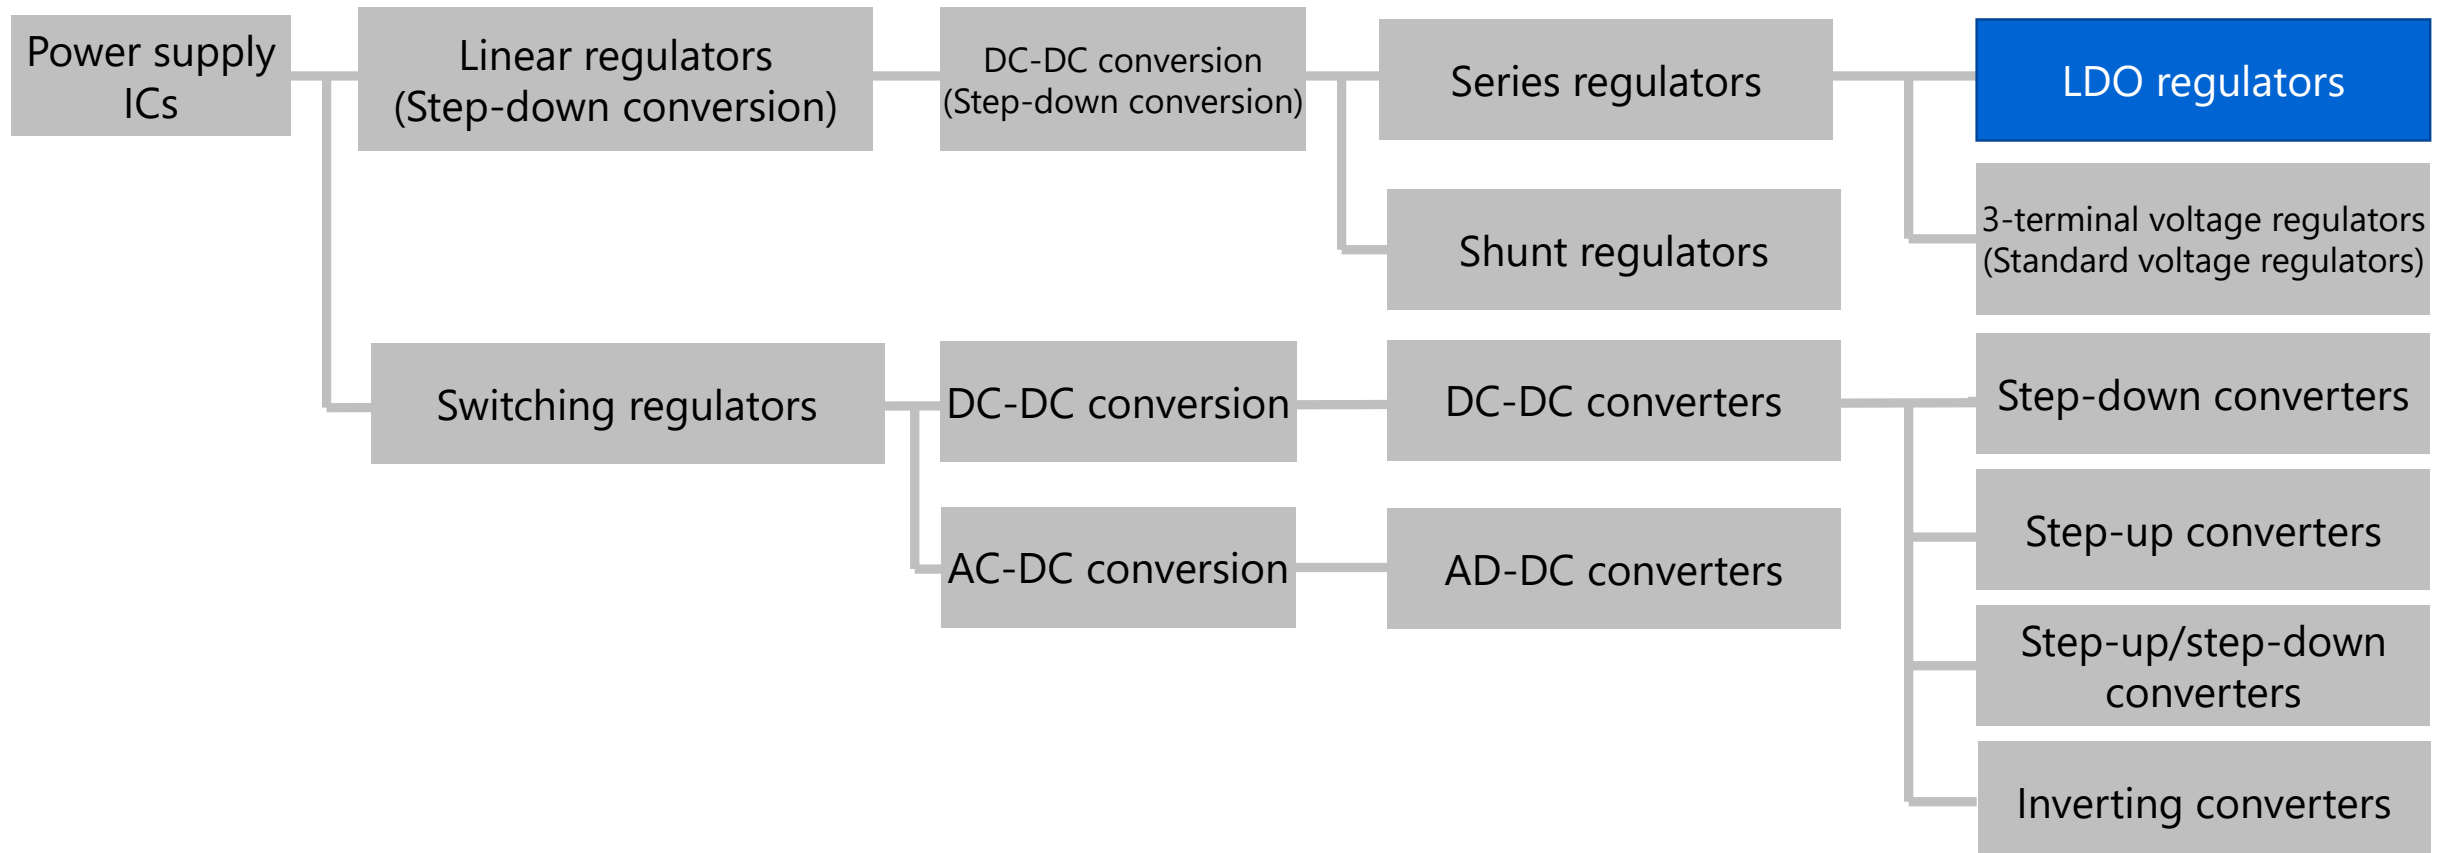 Power supply
ICs
Linear regulators
(Step-down conversion)
DC-DC conversion
(Step-down conversion)
Series regulators
LDO regulators
3-terminal voltage regulators
(Standard voltage regulators)
Shunt regulators
Switching regulators
DC-DC conversion
DC-DC converters
Step-down converters
Step-up converters
AC-DC conversion
AD-DC converters
Step-up/step-down
converters
Inverting converters